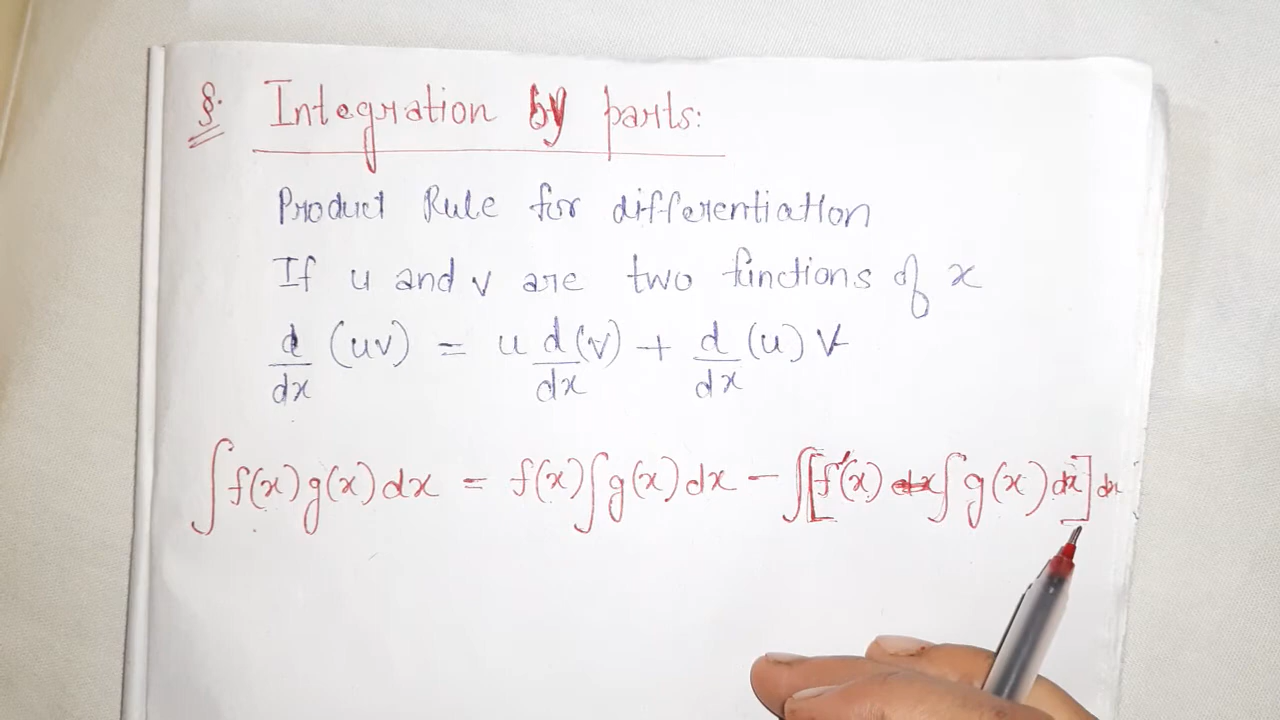 §. Integration by parts:
Product Rule for differentiation
If u and v are two functions of x
d/dx (uv) = u d/dx (v) + d/dx (u) v
∫f(x)g(x)dx = f(x)∫g(x)dx − ∫[f'(x) ∫g(x)dx]dx